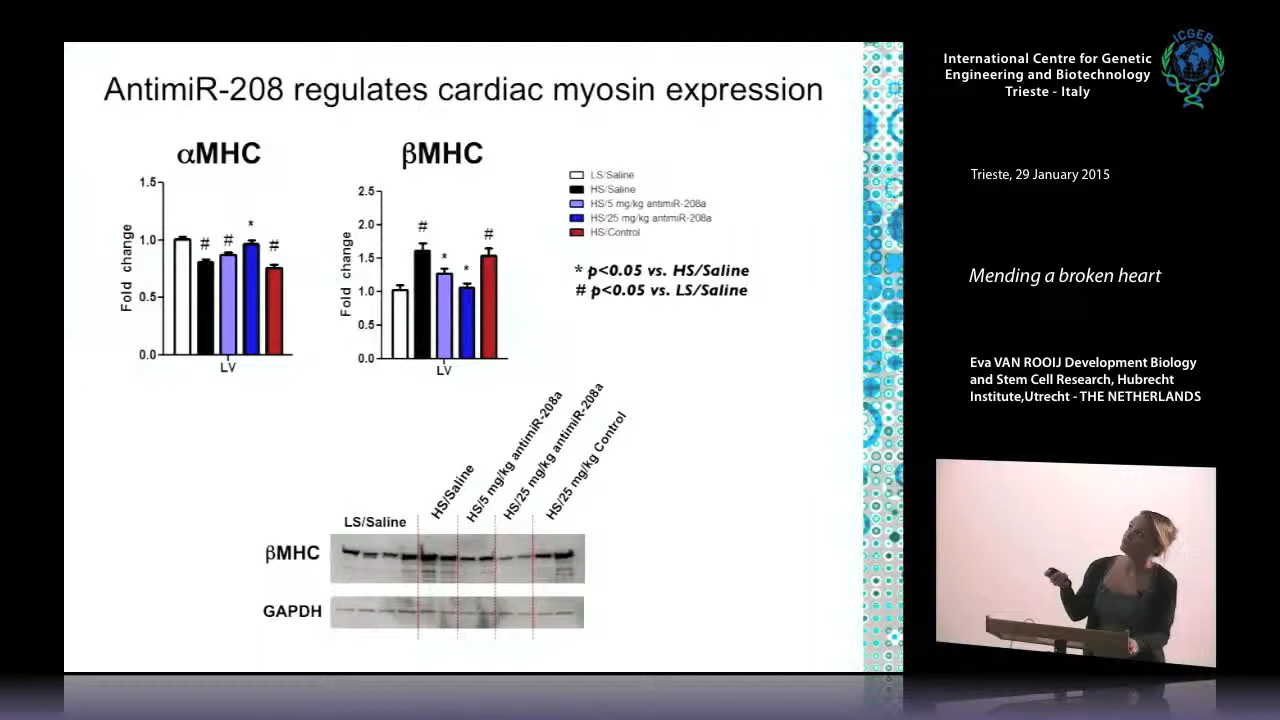 AntimiR-208 regulates cardiac myosin expression
αMHC
βMHC
1.5
1.0
0.5
0.0
Fold change
# # * #
LV
2.5
2.0
1.5
1.0
0.5
0.0
Fold change
# * * #
LV
LS/Saline
HS/Saline
HS/5 mg/kg antimiR-208a
HS/25 mg/kg antimiR-208a
HS/Control
* p<0.05 vs. HS/Saline
# p<0.05 vs. LS/Saline
LS/Saline
HS/Saline
HS/5 mg/kg antimiR-208a
HS/25 mg/kg antimiR-208a
HS/25 mg/kg Control
βMHC
GAPDH
ICGEB
International Centre for Genetic
Engineering and Biotechnology
Trieste - Italy
Trieste, 29 January 2015
Mending a broken heart
Eva VAN ROOIJ Development Biology
and Stem Cell Research, Hubrecht
Institute,Utrecht - THE NETHERLANDS